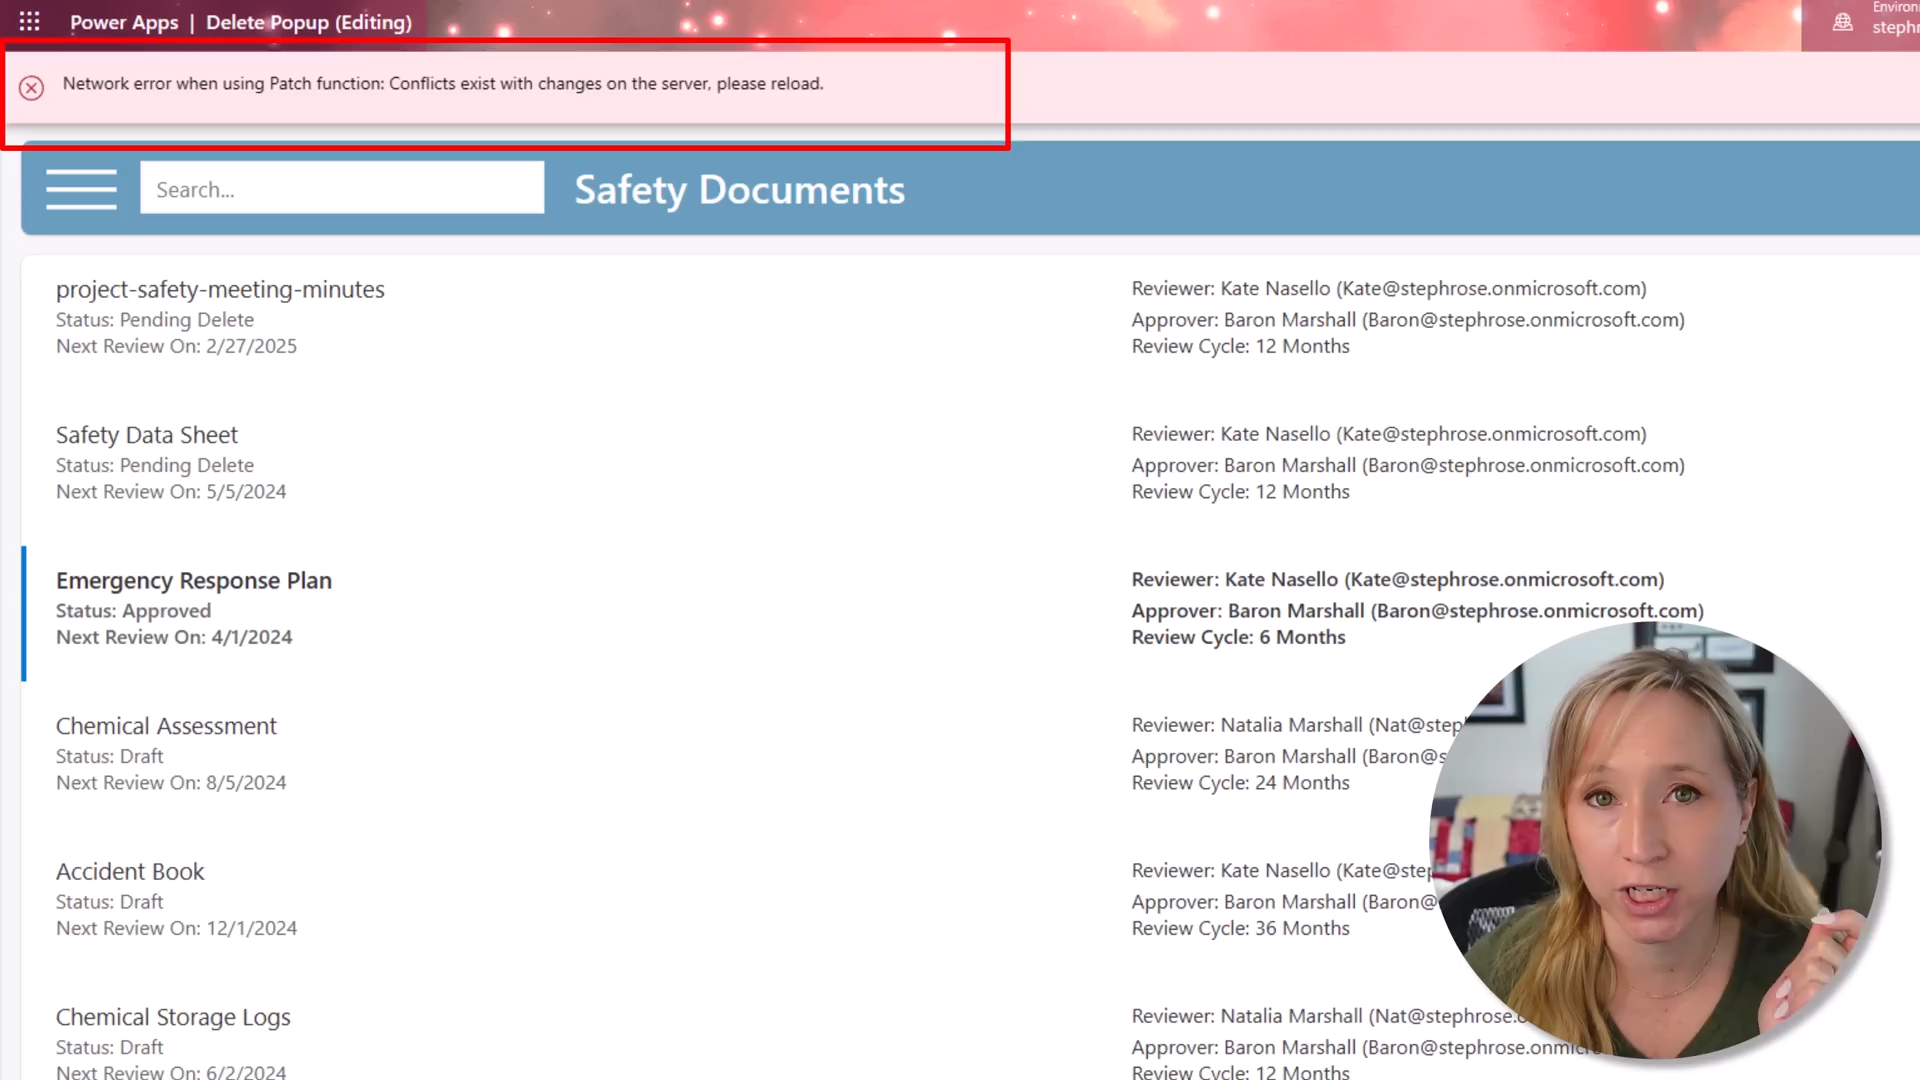 Power Apps | Delete Popup (Editing)
Environ
stephr
Network error when using Patch function: Conflicts exist with changes on the server, please reload.
Search...
Safety Documents
project-safety-meeting-minutes
Status: Pending Delete
Next Review On: 2/27/2025
Reviewer: Kate Nasello (Kate@stephrose.onmicrosoft.com)
Approver: Baron Marshall (Baron@stephrose.onmicrosoft.com)
Review Cycle: 12 Months
Safety Data Sheet
Status: Pending Delete
Next Review On: 5/5/2024
Reviewer: Kate Nasello (Kate@stephrose.onmicrosoft.com)
Approver: Baron Marshall (Baron@stephrose.onmicrosoft.com)
Review Cycle: 12 Months
Emergency Response Plan
Status: Approved
Next Review On: 4/1/2024
Reviewer: Kate Nasello (Kate@stephrose.onmicrosoft.com)
Approver: Baron Marshall (Baron@stephrose.onmicrosoft.com)
Review Cycle: 6 Months
Chemical Assessment
Status: Draft
Next Review On: 8/5/2024
Reviewer: Natalia Marshall (Nat@step
Approver: Baron Marshall (Baron@s
Review Cycle: 24 Months
Accident Book
Status: Draft
Next Review On: 12/1/2024
Reviewer: Kate Nasello (Kate@step
Approver: Baron Marshall (Baron@
Review Cycle: 36 Months
Chemical Storage Logs
Status: Draft
Next Review On: 6/2/2024
Reviewer: Natalia Marshall (Nat@stephrose.o
Approver: Baron Marshall (Baron@stephrose.onmic
Review Cycle: 12 Months